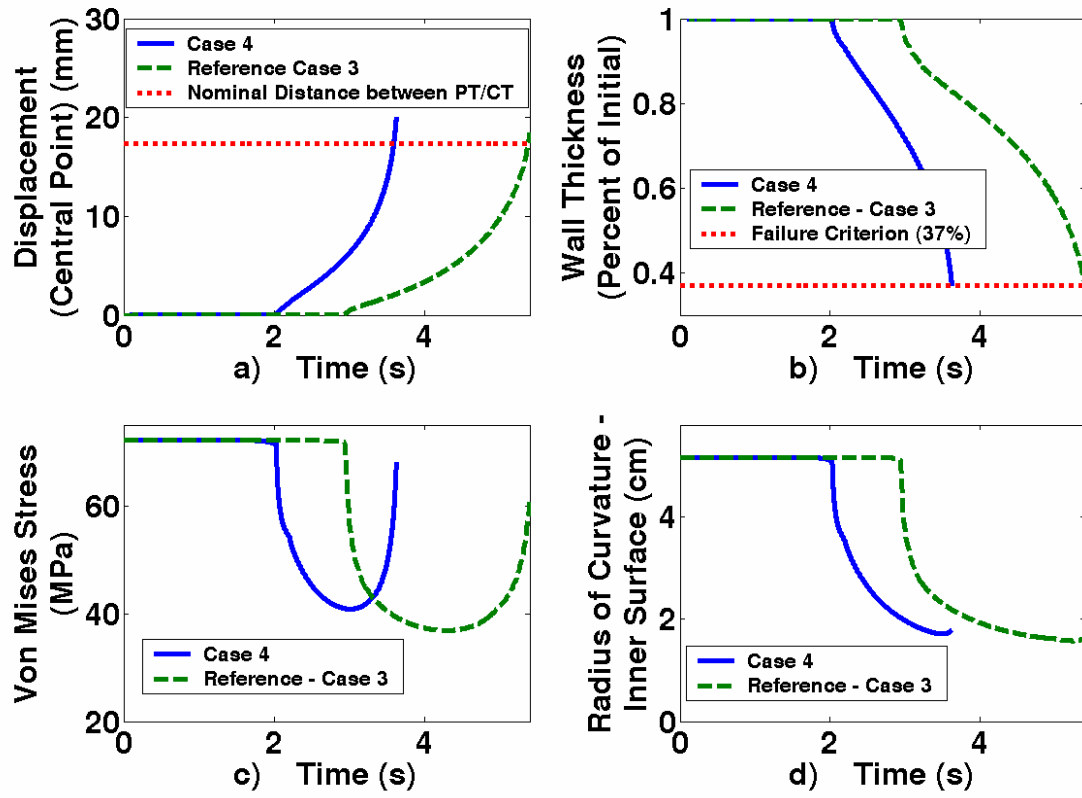 30
20
10
0
Displacement
(Central Point) (mm)
Case 4
Reference Case 3
Nominal Distance between PT/CT
0
2
4
a) Time (s)
1
0.8
0.6
0.4
Wall Thickness
(Percent of Initial)
Case 4
Reference - Case 3
Failure Criterion (37%)
0
2
4
b) Time (s)
60
40
20
Von Mises Stress
(MPa)
Case 4
Reference - Case 3
0
2
4
c) Time (s)
4
2
0
Radius of Curvature -
Inner Surface (cm)
Case 4
Reference - Case 3
0
2
4
d) Time (s)